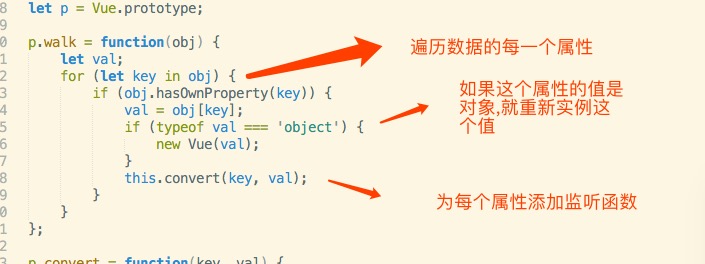 8 let p = Vue.prototype;
9
0 p.walk = function(obj) {
1 let val;
2 for (let key in obj) {
3 if (obj.hasOwnProperty(key)) {
4 val = obj[key];
5 if (typeof val === 'object') {
6 new Vue(val);
7 }
8 this.convert(key, val);
9 }
0 }
1 };
2
3 p.convert = function(key, val) {
遍历数据的每一个属性
如果这个属性的值是
对象,就重新实例这
个值
为每个属性添加监听函数